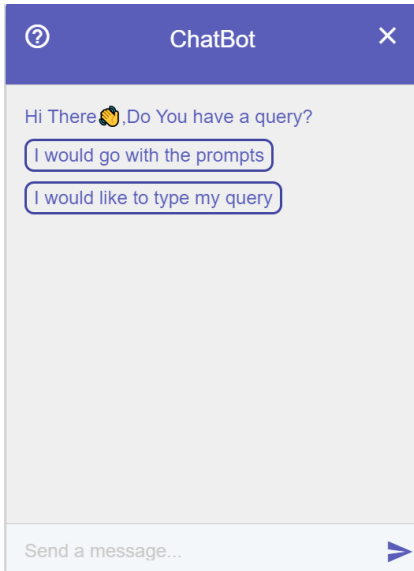 ChatBot
Hi There👋,Do You have a query?
I would go with the prompts
I would like to type my query
Send a message...